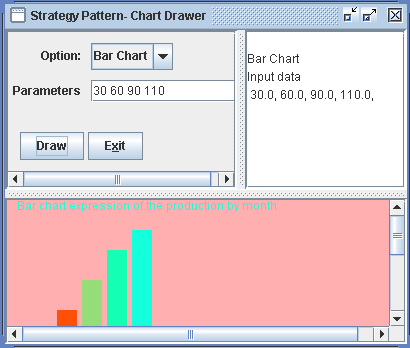 Strategy Pattern- Chart Drawer
Option:
Bar Chart
Parameters
30 60 90 110
Draw
Exit
Bar Chart
Input data
30.0, 60.0, 90.0, 110.0,
Bar chart expression of the production by month